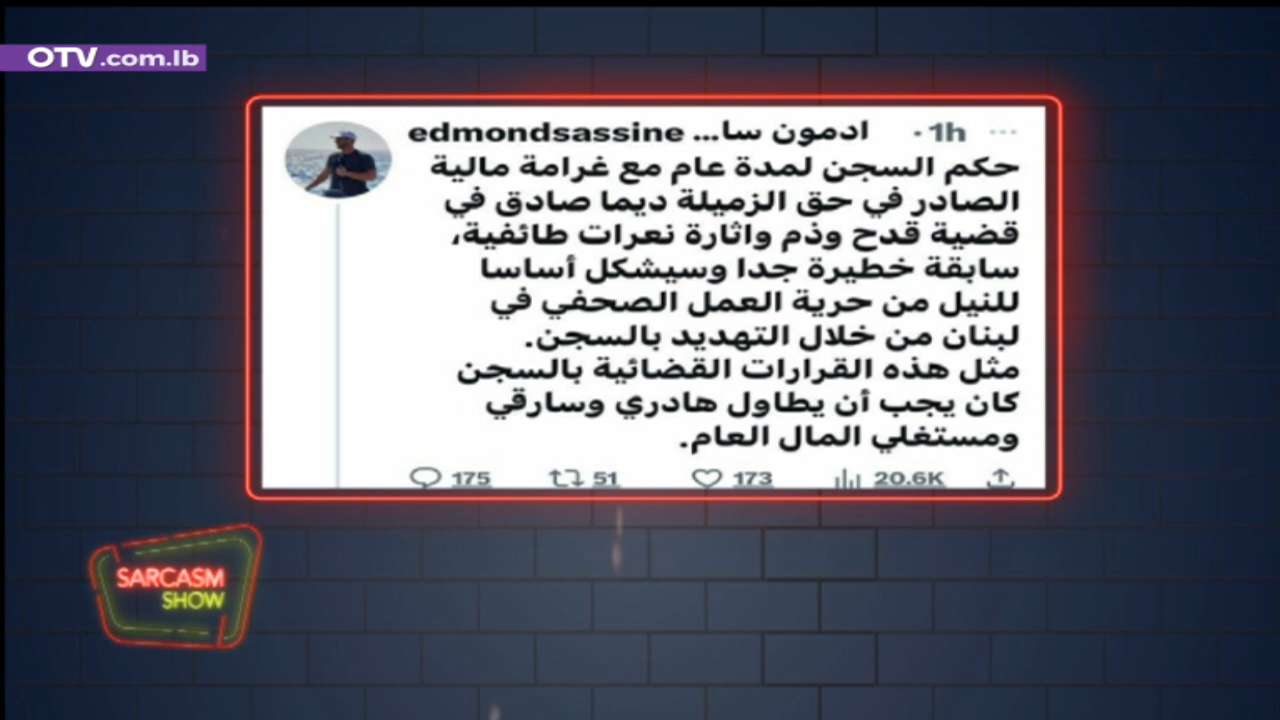 OTV.com.lb
edmondsassine ادمون سا... · 1h ...
حكم السجن لمدة عام مع غرامة مالية
الصادر في حق الزميلة ديما صادق في
قضية قدح وذم واثارة نعرات طائفية،
سابقة خطيرة جدا وسيشكل أساسا
للنيل من حرية العمل الصحفي في
لبنان من خلال التهديد بالسجن.
مثل هذه القرارات القضائية بالسجن
كان يجب أن يطاول هادري وسارقي
ومستغلي المال العام.
175 51 173 20.6K
SARCASM
SHOW